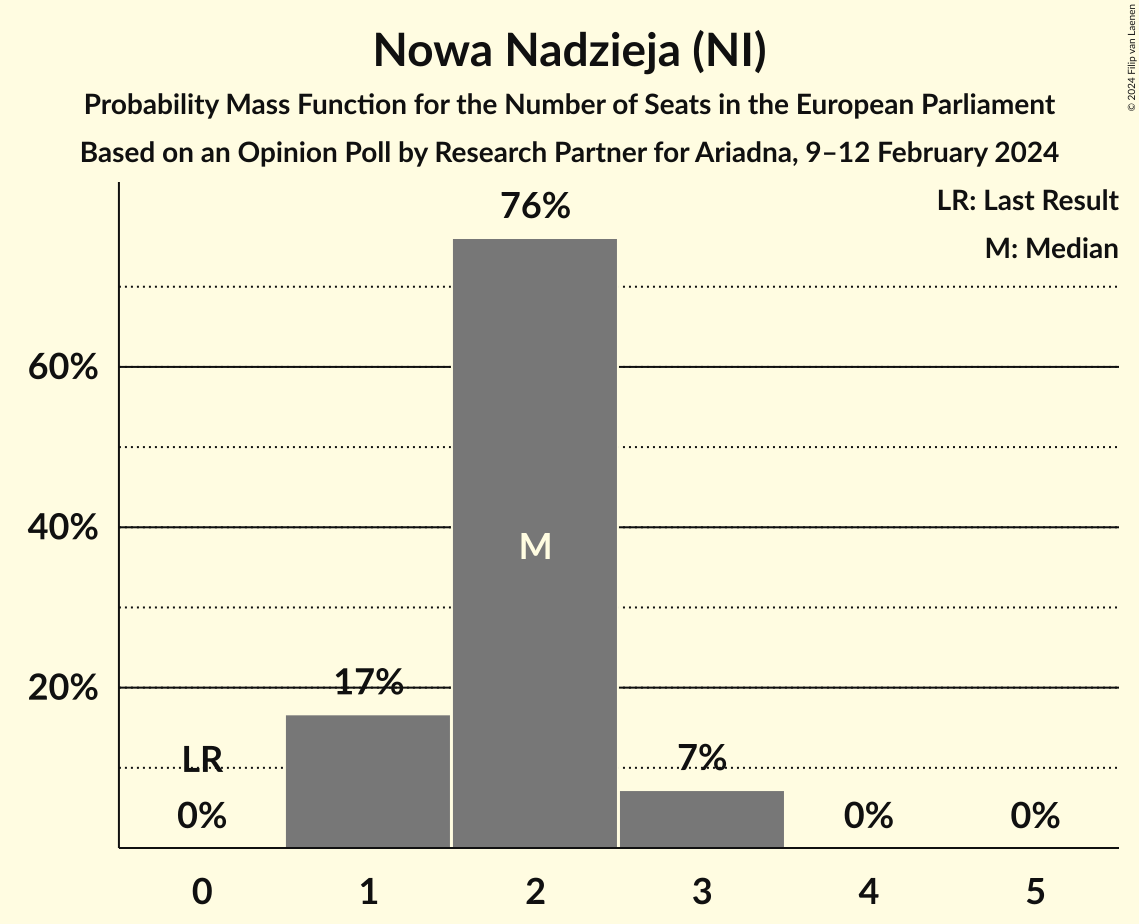 Nowa Nadzieja (NI)
Probability Mass Function for the Number of Seats in the European Parliament
Based on an Opinion Poll by Research Partner for Ariadna, 9–12 February 2024
© 2024 Filip van Laenen
LR: Last Result
M: Median
76%
60%
40%
M
20%
17%
LR
7%
0%
0%
0%
0
1
2
3
4
5